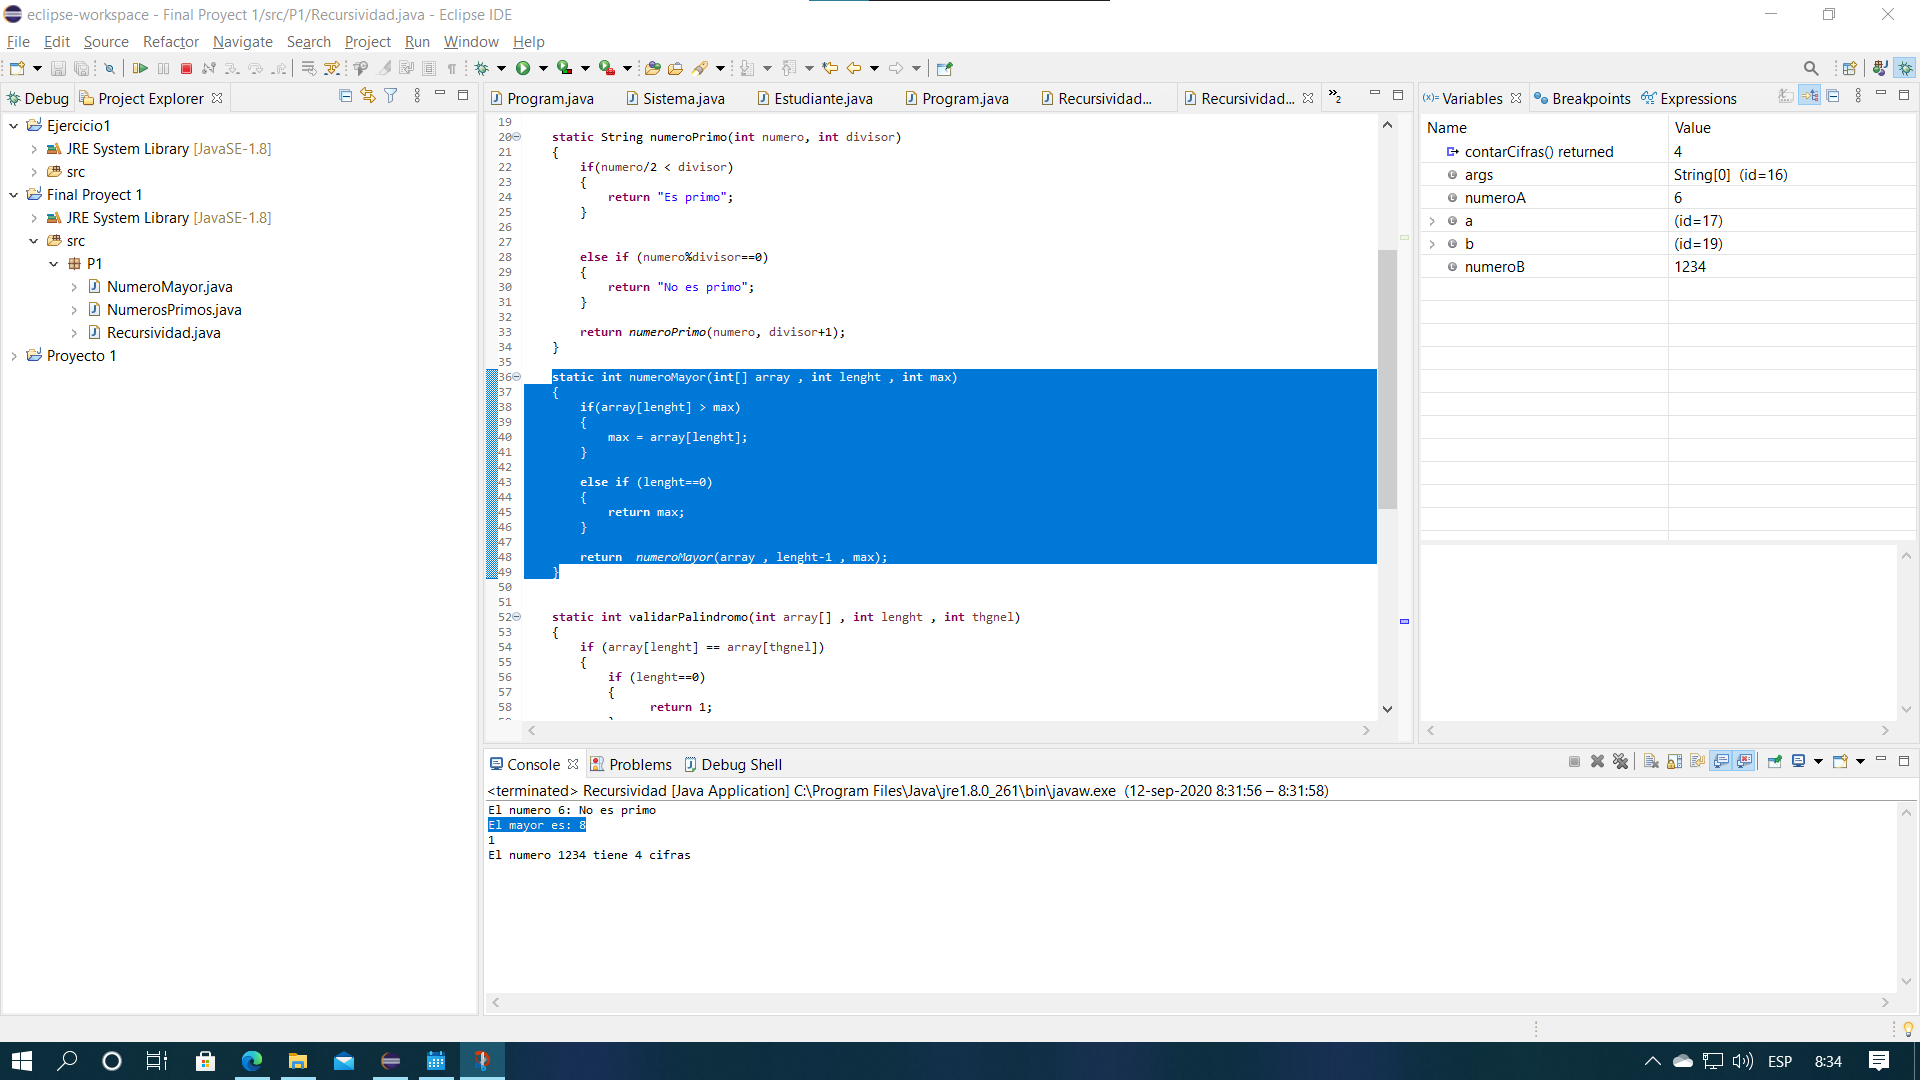 eclipse-workspace - Final Proyect 1/src/P1/Recursividad.java - Eclipse IDE
File Edit Source Refactor Navigate Search Project Run Window Help
Debug Project Explorer
Ejercicio1
JRE System Library [JavaSE-1.8]
src
Final Proyect 1
JRE System Library [JavaSE-1.8]
src
P1
NumeroMayor.java
NumerosPrimos.java
Recursividad.java
Proyecto 1
Program.java Sistema.java Estudiante.java Program.java Recursividad... Recursividad... »2
19
20 static String numeroPrimo(int numero, int divisor)
21 {
22 if(numero/2 < divisor)
23 {
24 return "Es primo";
25 }
26
27
28 else if (numero%divisor==0)
29 {
30 return "No es primo";
31 }
32
33 return numeroPrimo(numero, divisor+1);
34 }
35
36 static int numeroMayor(int[] array , int lenght , int max)
37 {
38 if(array[lenght] > max)
39 {
40 max = array[lenght];
41 }
42
43 else if (lenght==0)
44 {
45 return max;
46 }
47
48 return numeroMayor(array , lenght-1 , max);
49 }
50
51
52 static int validarPalindromo(int array[] , int lenght , int thgnel)
53 {
54 if (array[lenght] == array[thgnel])
55 {
56 if (lenght==0)
57 {
58 return 1;
Variables Breakpoints Expressions
Name Value
contarCifras() returned 4
args String[0] (id=16)
numeroA 6
a (id=17)
b (id=19)
numeroB 1234
Console Problems Debug Shell
<terminated> Recursividad [Java Application] C:\Program Files\Java\jre1.8.0_261\bin\javaw.exe (12-sep-2020 8:31:56 – 8:31:58)
El numero 6: No es primo
El mayor es: 8
1
El numero 1234 tiene 4 cifras
ESP 8:34